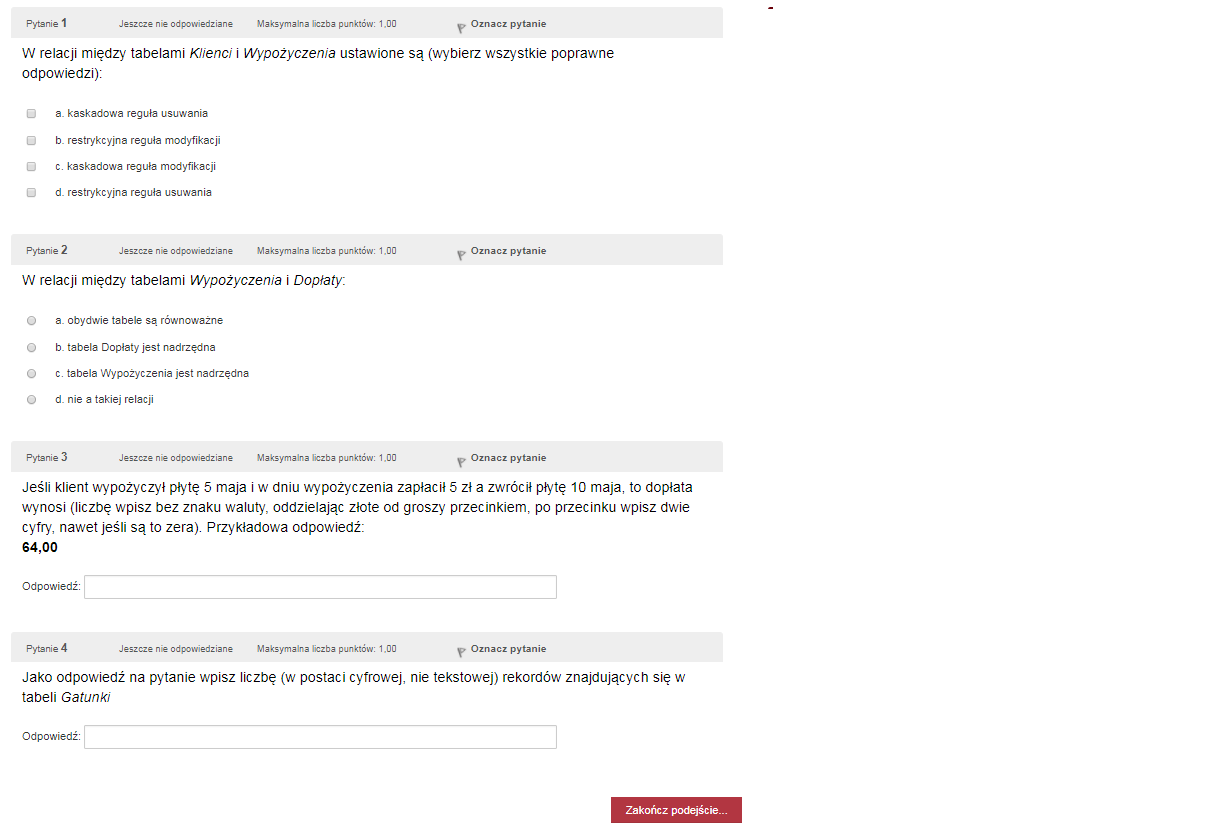 Pytanie 1 Jeszcze nie odpowiedziane Maksymalna liczba punktów: 1,00 Oznacz pytanie
W relacji między tabelami Klienci i Wypożyczenia ustawione są (wybierz wszystkie poprawne
odpowiedzi):
a. kaskadowa reguła usuwania
b. restrykcyjna reguła modyfikacji
c. kaskadowa reguła modyfikacji
d. restrykcyjna reguła usuwania
Pytanie 2 Jeszcze nie odpowiedziane Maksymalna liczba punktów: 1,00 Oznacz pytanie
W relacji między tabelami Wypożyczenia i Dopłaty:
a. obydwie tabele są równoważne
b. tabela Dopłaty jest nadrzędna
c. tabela Wypożyczenia jest nadrzędna
d. nie a takiej relacji
Pytanie 3 Jeszcze nie odpowiedziane Maksymalna liczba punktów: 1,00 Oznacz pytanie
Jeśli klient wypożyczył płytę 5 maja i w dniu wypożyczenia zapłacił 5 zł a zwrócił płytę 10 maja, to dopłata
wynosi (liczbę wpisz bez znaku waluty, oddzielając złote od groszy przecinkiem, po przecinku wpisz dwie
cyfry, nawet jeśli są to zera). Przykładowa odpowiedź:
64,00
Odpowiedź:
Pytanie 4 Jeszcze nie odpowiedziane Maksymalna liczba punktów: 1,00 Oznacz pytanie
Jako odpowiedź na pytanie wpisz liczbę (w postaci cyfrowej, nie tekstowej) rekordów znajdujących się w
tabeli Gatunki
Odpowiedź:
Zakończ podejście...